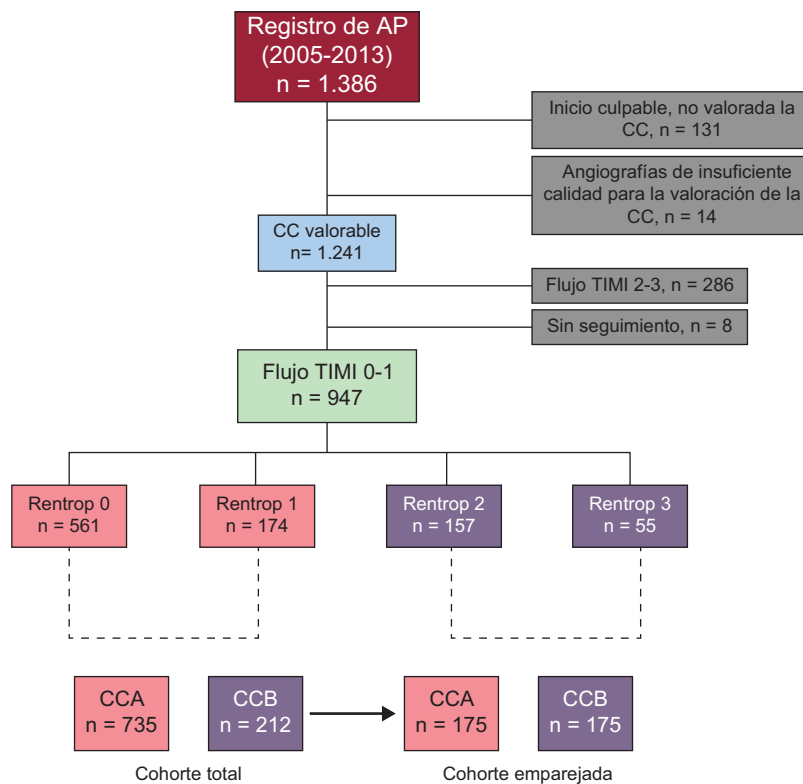 Registro de AP
(2005-2013)
n = 1.386
Inicio culpable, no valorada la
CC, n = 131
Angiografías de insuficiente
calidad para la valoración de la
CC, n = 14
CC valorable
n= 1.241
Flujo TIMI 2-3, n = 286
Sin seguimiento, n = 8
Flujo TIMI 0-1
n = 947
Rentrop 0
n = 561
Rentrop 1
n = 174
Rentrop 2
n = 157
Rentrop 3
n = 55
CCA
n = 735
CCB
n = 212
CCA
n = 175
CCB
n = 175
Cohorte total
Cohorte emparejada